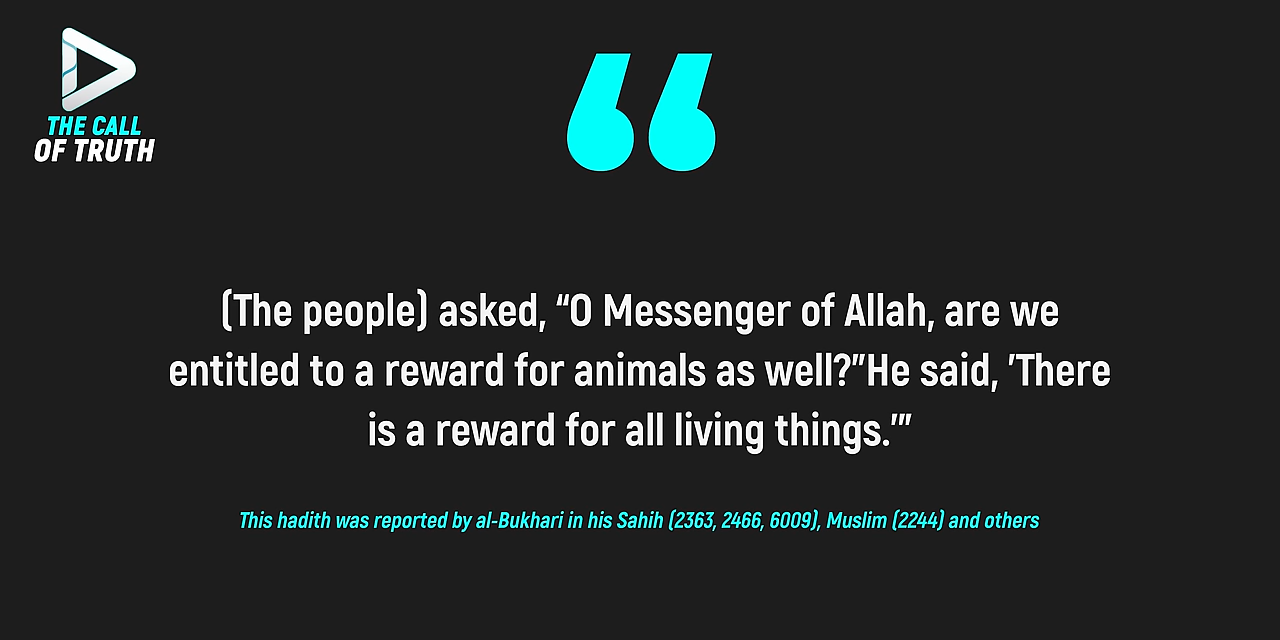 THE CALL
OF TRUTH
“
(The people) asked, “O Messenger of Allah, are we
entitled to a reward for animals as well?”He said, ’There
is a reward for all living things.’”
This hadith was reported by al-Bukhari in his Sahih (2363, 2466, 6009), Muslim (2244) and others